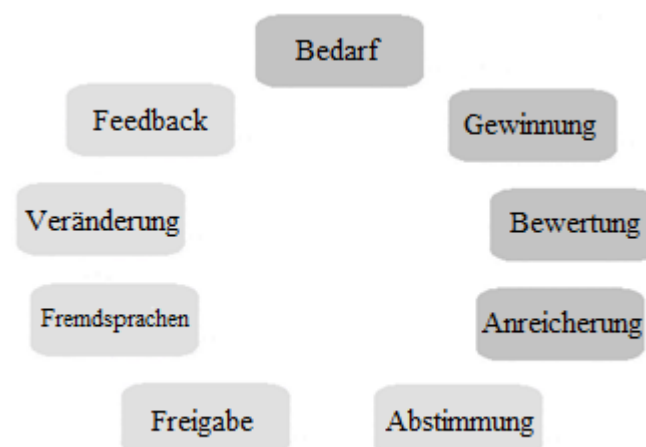 Bedarf
Feedback
Gewinnung
Veränderung
Bewertung
Fremdsprachen
Anreicherung
Freigabe
Abstimmung